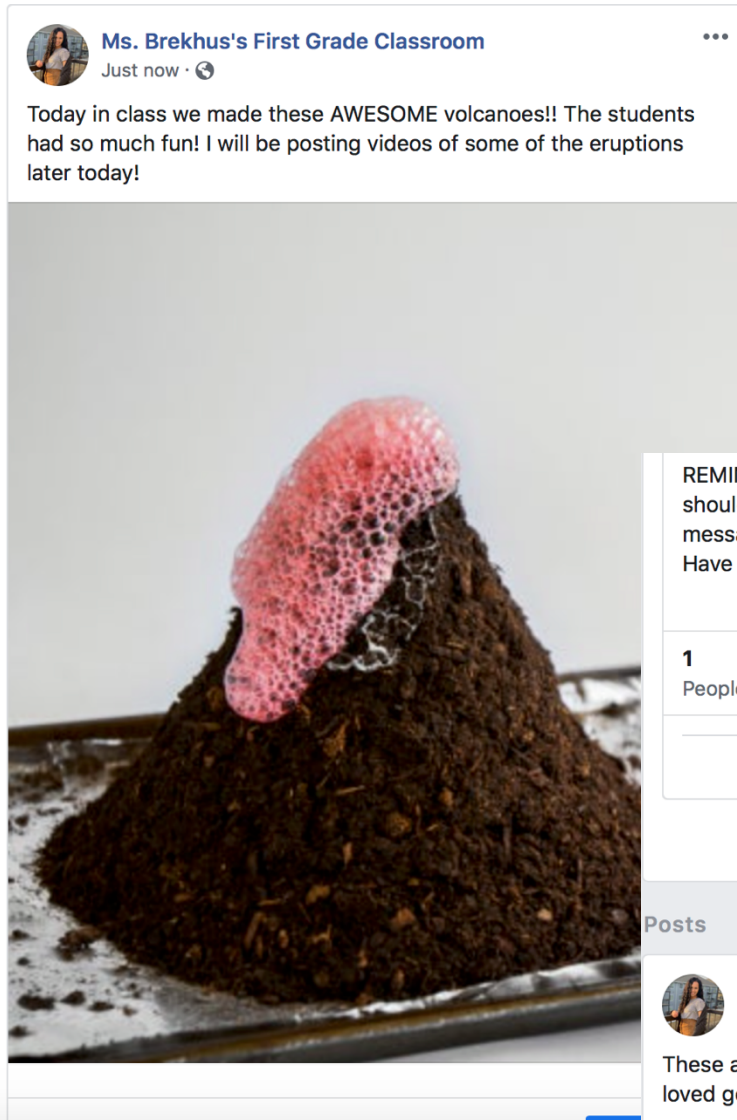 Ms. Brekhus's First Grade Classroom
Just now ·
Today in class we made these AWESOME volcanoes!! The students
had so much fun! I will be posting videos of some of the eruptions
later today!
Have
1
Posts
These
loved